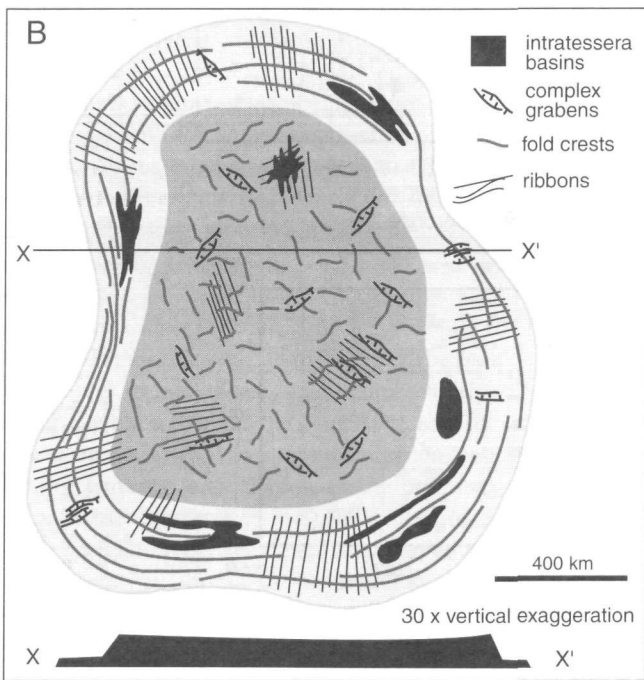 B
intratessera
basins
complex
grabens
fold crests
ribbons
X X'
400 km
30 x vertical exaggeration
X X'